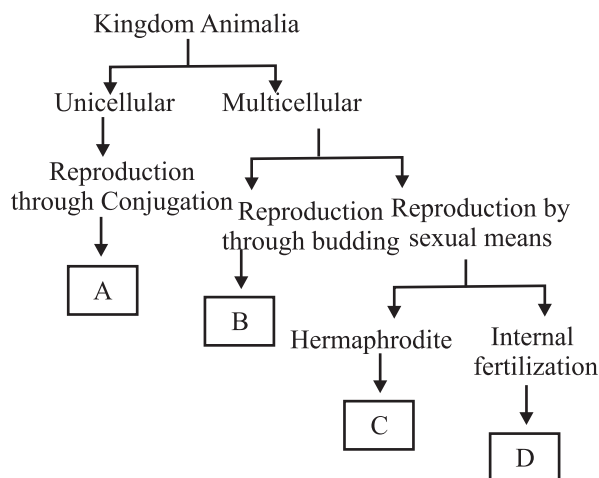 Kingdom Animalia
Unicellular
Multicellular
Reproduction
through Conjugation
Reproduction
through budding
Reproduction by
sexual means
A
B
Hermaphrodite
Internal
fertilization
C
D